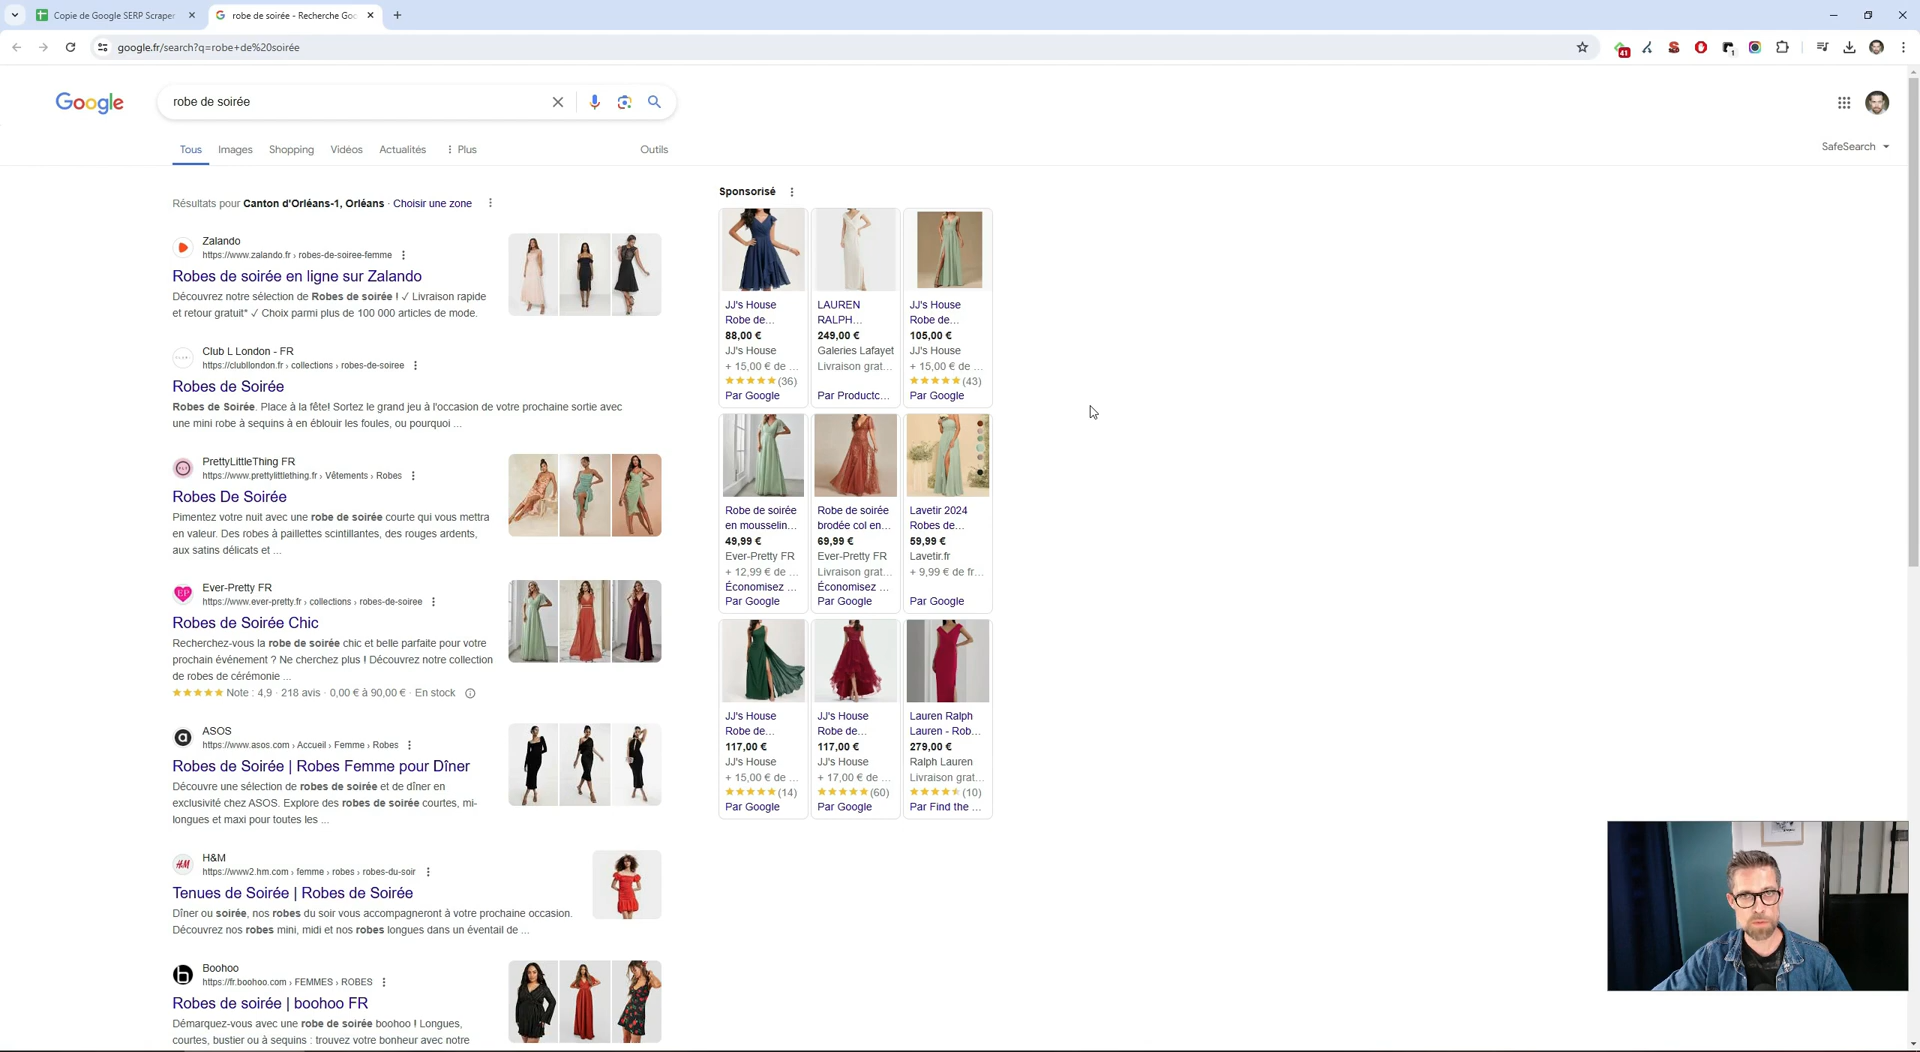 Copie de Google SERP Scraper
robe de soirée - Recherche Goo
google.fr/search?q=robe+de%20soirée
41
1
Google
robe de soirée
Tous
Images
Shopping
Vidéos
Actualités
Plus
Outils
SafeSearch
Résultats pour Canton d'Orléans-1, Orléans · Choisir une zone
Zalando
https://www.zalando.fr › robes-de-soiree-femme
Robes de soirée en ligne sur Zalando
Découvrez notre sélection de Robes de soirée ! ✓ Livraison rapide
et retour gratuit* ✓ Choix parmi plus de 100 000 articles de mode.
Club L London - FR
https://clubllondon.fr › collections › robes-de-soiree
Robes de Soirée
Robes de Soirée. Place à la fête! Sortez le grand jeu à l'occasion de votre prochaine sortie avec
une mini robe à sequins à en éblouir les foules, ou pourquoi ...
PrettyLittleThing FR
https://www.prettylittlething.fr › Vêtements › Robes
Robes De Soirée
Pimentez votre nuit avec une robe de soirée courte qui vous mettra
en valeur. Des robes à paillettes scintillantes, des rouges ardents,
aux satins délicats et ...
EP
Ever-Pretty FR
https://www.ever-pretty.fr › collections › robes-de-soiree
Robes de Soirée Chic
Recherchez-vous la robe de soirée chic et belle parfaite pour votre
prochain événement ? Ne cherchez plus ! Découvrez notre collection
de robes de cérémonie ...
Note : 4,9 · 218 avis · 0,00 € à 90,00 € · En stock
a
ASOS
https://www.asos.com › Accueil › Femme › Robes
Robes de Soirée | Robes Femme pour Dîner
Découvre une sélection de robes de soirée et de dîner en
exclusivité chez ASOS. Explore des robes de soirée courtes, mi-
longues et maxi pour toutes les ...
H&M
H&M
https://www2.hm.com › femme › robes › robes-du-soir
Tenues de Soirée | Robes de Soirée
Dîner ou soirée, nos robes du soir vous accompagneront à votre prochaine occasion.
Découvrez nos robes mini, midi et nos robes longues dans un éventail de ...
b
Boohoo
https://fr.boohoo.com › FEMMES › ROBES
Robes de soirée | boohoo FR
Démarquez-vous avec une robe de soirée boohoo ! Longues,
courtes, bustier ou à sequins : trouvez votre bonheur avec notre
Sponsorisé
JJ's House
Robe de...
88,00 €
JJ's House
+ 15,00 € de ...
(36)
Par Google
LAUREN
RALPH...
249,00 €
Galeries Lafayet
Livraison grat...
Par Productc...
JJ's House
Robe de...
105,00 €
JJ's House
+ 15,00 € de ...
(43)
Par Google
Robe de soirée
en mousselin...
49,99 €
Ever-Pretty FR
+ 12,99 € de ...
Économisez ...
Par Google
Robe de soirée
brodée col en...
69,99 €
Ever-Pretty FR
Livraison grat...
Économisez ...
Par Google
Lavetir 2024
Robes de...
59,99 €
Lavetir.fr
+ 9,99 € de fr...
Par Google
JJ's House
Robe de...
117,00 €
JJ's House
+ 15,00 € de ...
(14)
Par Google
JJ's House
Robe de...
117,00 €
JJ's House
+ 17,00 € de ...
(60)
Par Google
Lauren Ralph
Lauren - Rob...
279,00 €
Ralph Lauren
Livraison grat...
(10)
Par Find the ...